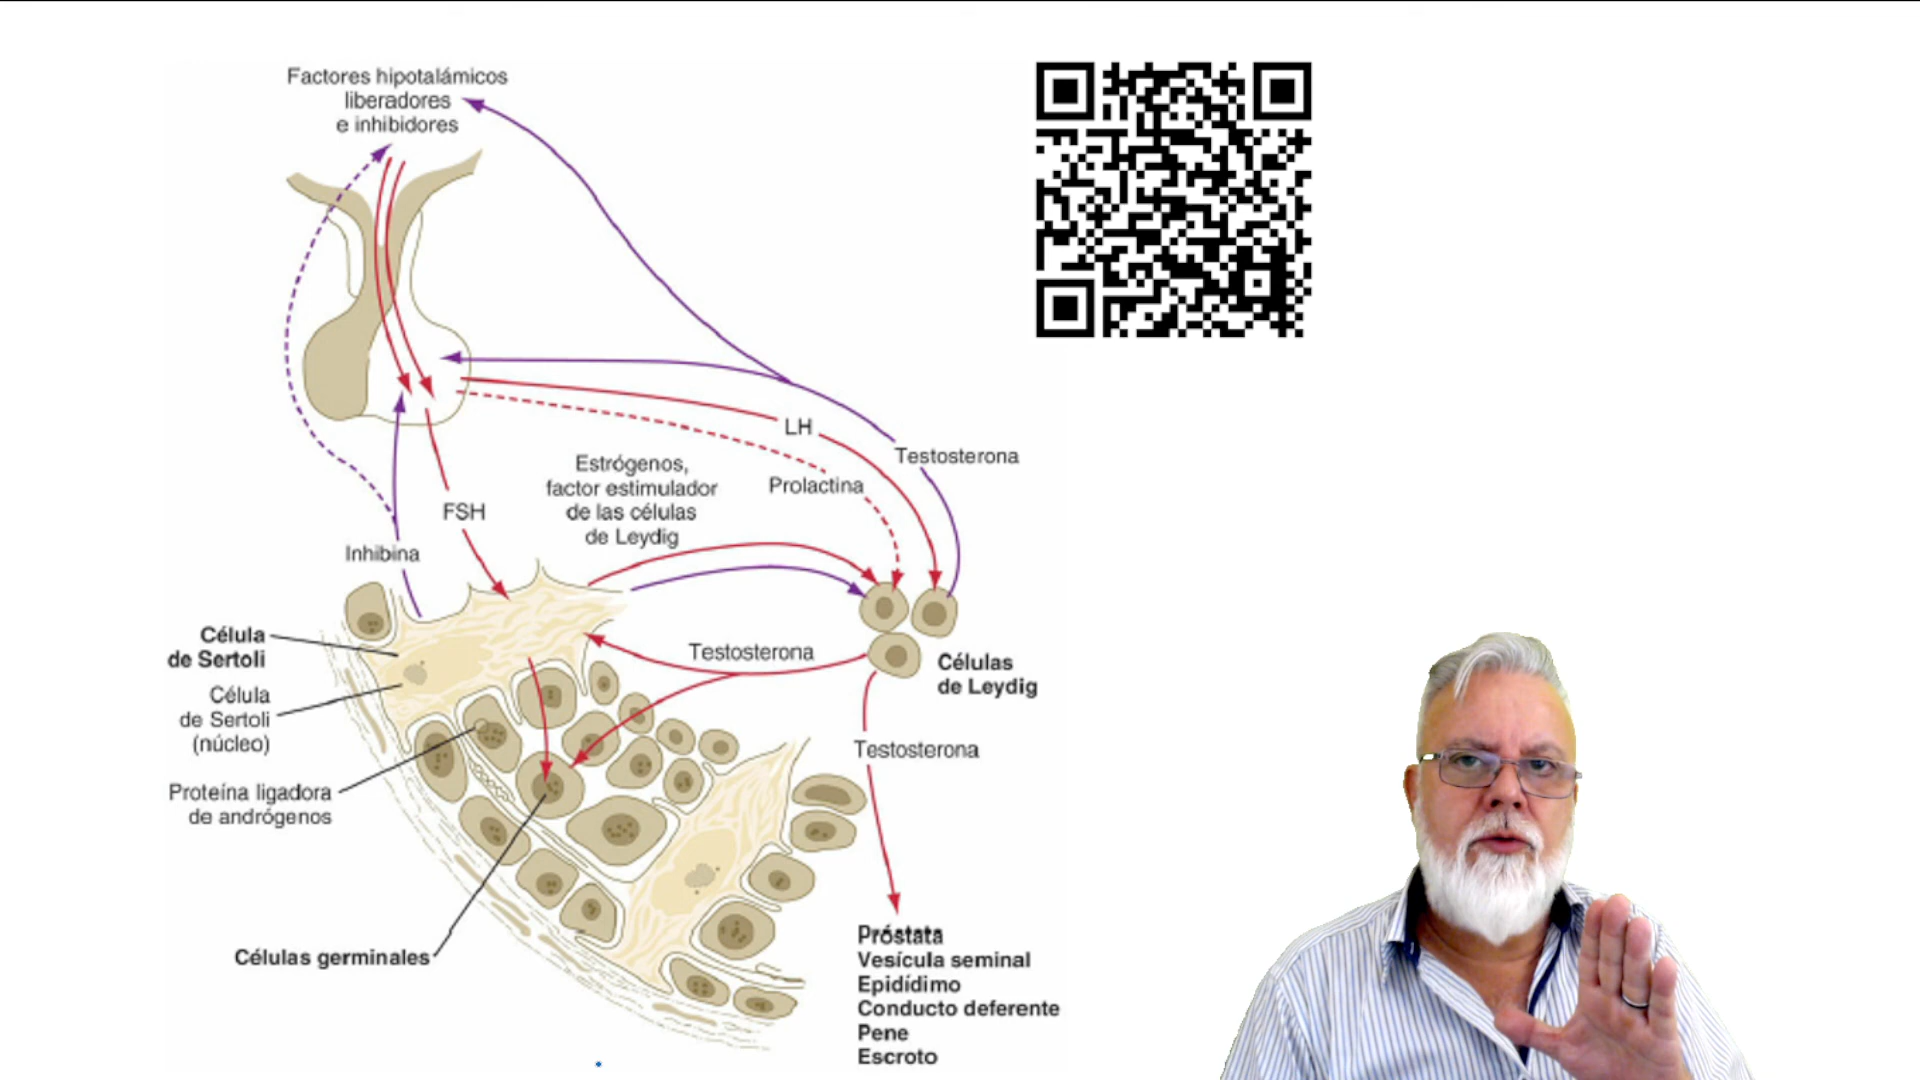 Factores hipotalámicos
liberadores
e inhibidores
LH
Testosterona
Estrógenos,
factor estimulador
de las células
de Leydig
Prolactina
FSH
Inhibina
Célula
de Sertoli
Testosterona
Células
de Leydig
Célula
de Sertoli
(núcleo)
Testosterona
Proteína ligadora
de andrógenos
Células germinales
Próstata
Vesícula seminal
Epidídimo
Conducto deferente
Pene
Escroto